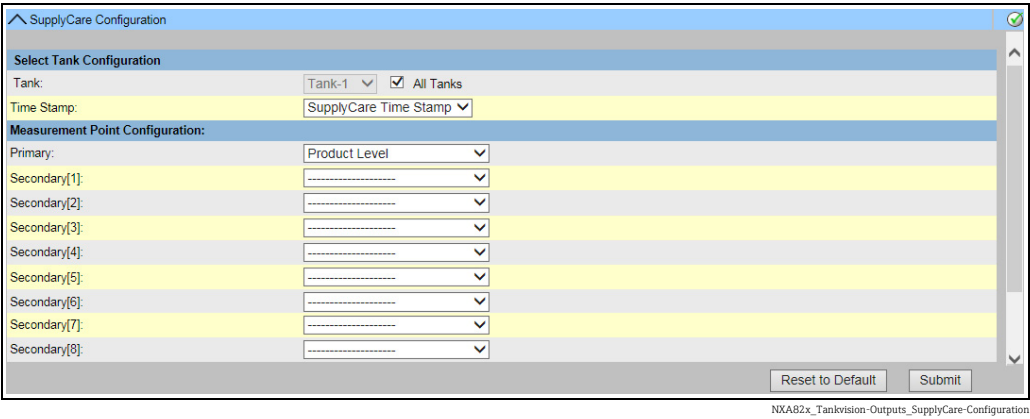 SupplyCare Configuration
Select Tank Configuration
Tank: Tank-1 All Tanks
Time Stamp: SupplyCare Time Stamp
Measurement Point Configuration:
Primary: Product Level
Secondary[1]: --------------------
Secondary[2]: --------------------
Secondary[3]: --------------------
Secondary[4]: --------------------
Secondary[5]: --------------------
Secondary[6]: --------------------
Secondary[7]: --------------------
Secondary[8]: --------------------
Reset to Default Submit
NXA82x_Tankvision-Outputs_SupplyCare-Configuration